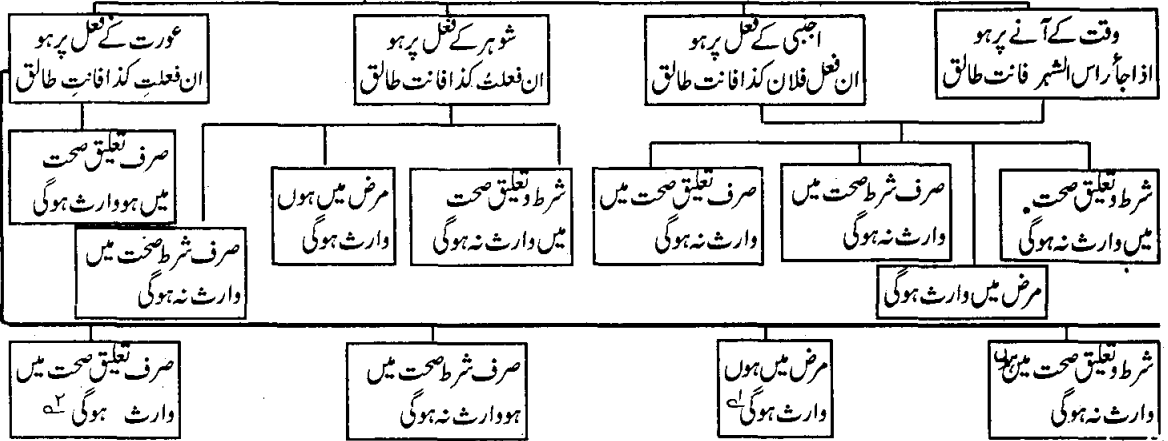 وقت کے آنے پر ہو
اذا جأ رأس الشہر فانت طالق
اجنبی کے فعل پر ہو
ان فعل فلان کذا فانت طالق
شوہر کے فعل پر ہو
ان فعلتُ کذا فانت طالق
عورت کے فعل پر ہو
ان فعلتِ کذا فانتِ طالق
شرط و تعلیق صحت
میں وارث نہ ہوگی
صرف شرط صحت میں
وارث نہ ہوگی
صرف تعلیق صحت میں
وارث نہ ہوگی
مرض میں وارث ہوگی
شرط و تعلیق صحت
میں وارث نہ ہوگی
مرض میں ہوں
وارث ہوگی
صرف شرط صحت میں
وارث نہ ہوگی
صرف تعلیق صحت
میں ہو وارث ہوگی
شرط و تعلیق صحت میں ہوں
وارث نہ ہوگی
مرض میں ہوں
وارث ہوگی ۱؎
صرف شرط صحت میں
ہو وارث نہ ہوگی
صرف تعلیق صحت میں
وارث ہوگی ۲؎